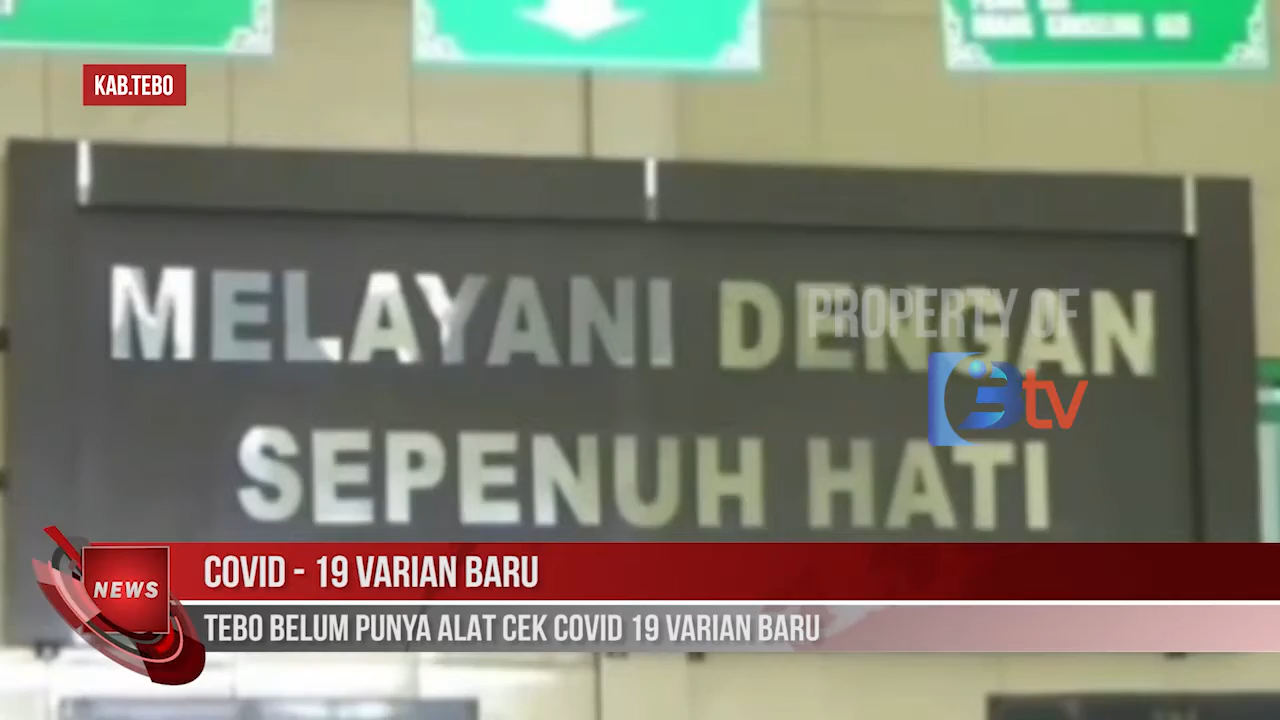 KAB.TEBO
MELAYANI DENGAN
SEPENUH HATI
PROPERTY OF
Btv
NEWS
COVID - 19 VARIAN BARU
TEBO BELUM PUNYA ALAT CEK COVID 19 VARIAN BARU